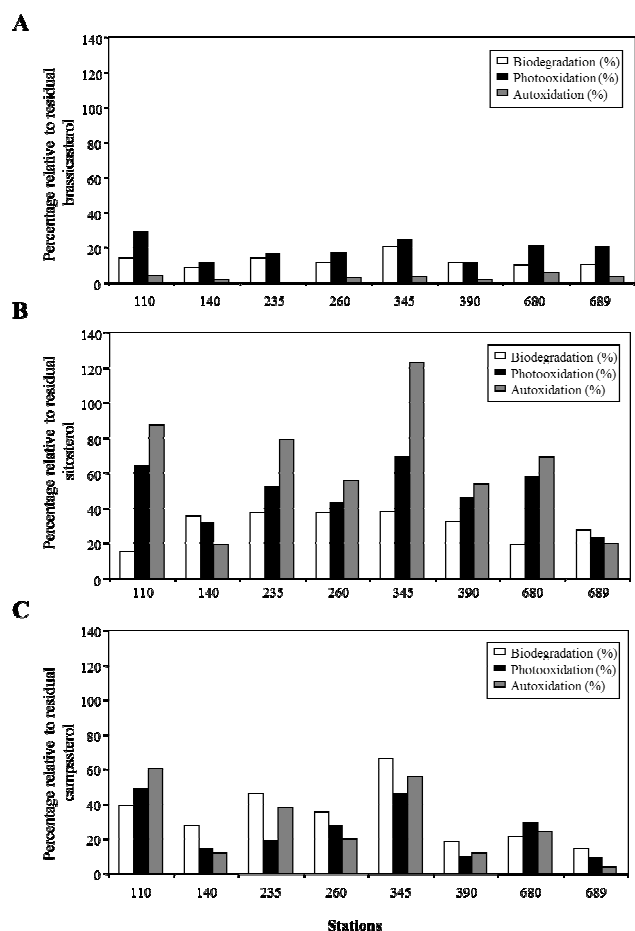 A
Percentage relative to residual
brassicasterol
140
120
100
80
60
40
20
0
Biodegradation (%)
Photooxidation (%)
Autoxidation (%)
110 140 235 260 345 390 680 689
B
Percentage relative to residual
sitosterol
140
120
100
80
60
40
20
0
Biodegradation (%)
Photooxidation (%)
Autoxidation (%)
110 140 235 260 345 390 680 689
C
Percentage relative to residual
campasterol
140
120
100
80
60
40
20
0
Biodegradation (%)
Photooxidation (%)
Autoxidation (%)
110 140 235 260 345 390 680 689
Stations